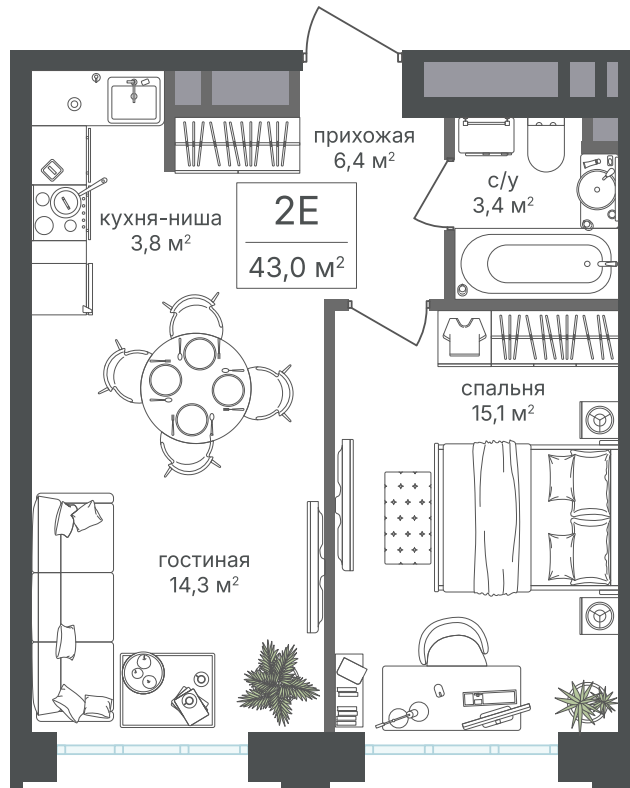 прихожая
6,4 м²
с/у
3,4 м²
кухня-ниша
3,8 м²
2Е
43,0 м²
спальня
15,1 м²
гостиная
14,3 м²